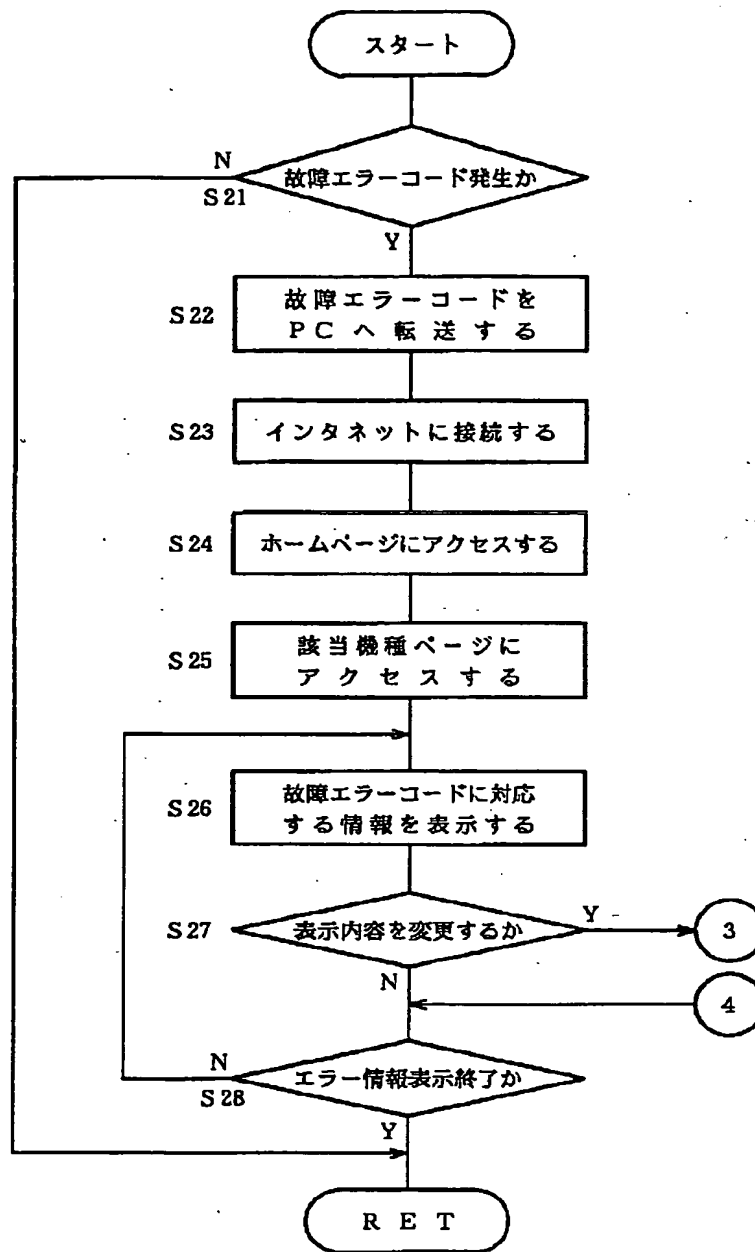 スタート
N
S21
故障エラーコード発生か
Y
S22
故障エラーコードを
PCへ転送する
S23
インタネットに接続する
S24
ホームページにアクセスする
S25
該当機種ページに
アクセスする
S26
故障エラーコードに対応
する情報を表示する
S27
表示内容を変更するか
Y
3
N
4
N
S28
エラー情報表示終了か
Y
RET